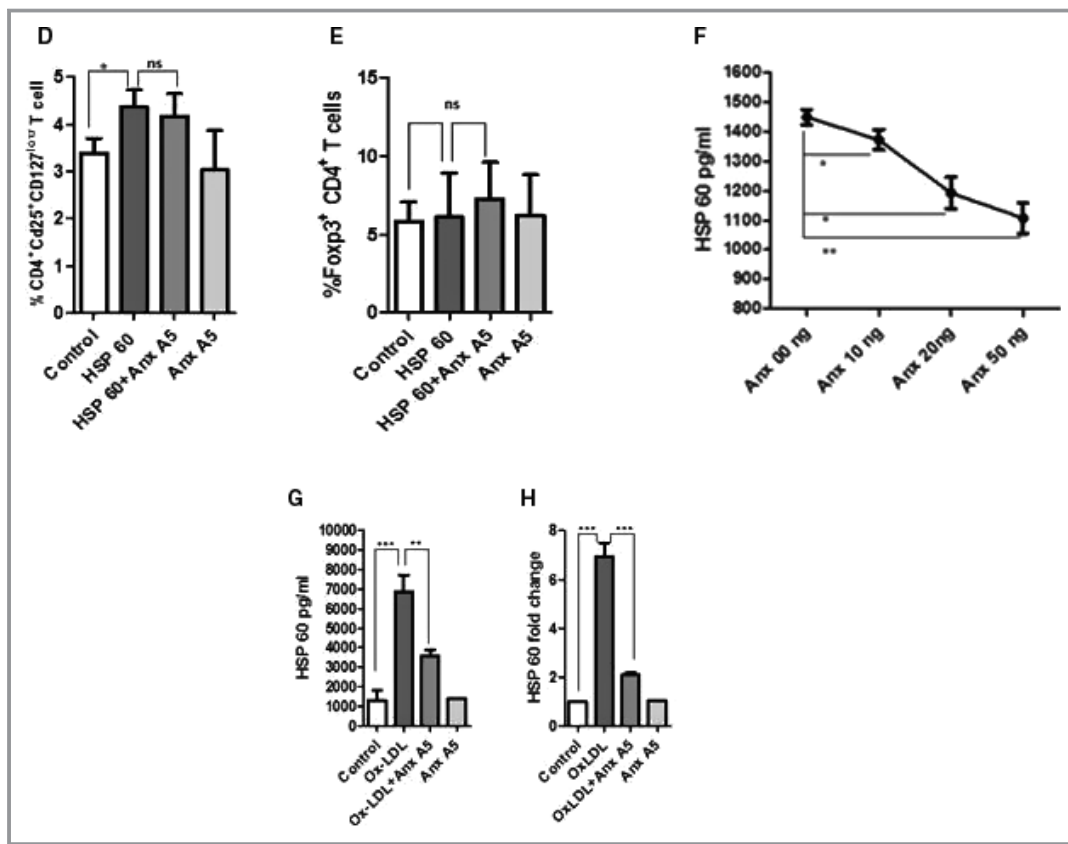 D
% CD4⁺Cd25⁺CD127ˡᵒʷ T cell
5
4
3
2
1
0
*
ns
Control
HSP 60
HSP 60+Anx A5
Anx A5
E
%Foxp3⁺ CD4⁺ T cells
15
10
5
0
ns
Control
HSP 60
HSP 60+Anx A5
Anx A5
F
HSP 60 pg/ml
1600
1500
1400
1300
1200
1100
1000
900
800
*
*
**
Anx 00 ng
Anx 10 ng
Anx 20ng
Anx 50 ng
G
HSP 60 pg/ml
10000
9000
8000
7000
6000
5000
4000
3000
2000
1000
0
***
**
Control
Ox-LDL
Ox-LDL+Anx A5
Anx A5
H
HSP 60 fold change
8
6
4
2
0
***
***
Control
OxLDL
OxLDL+Anx A5
Anx A5